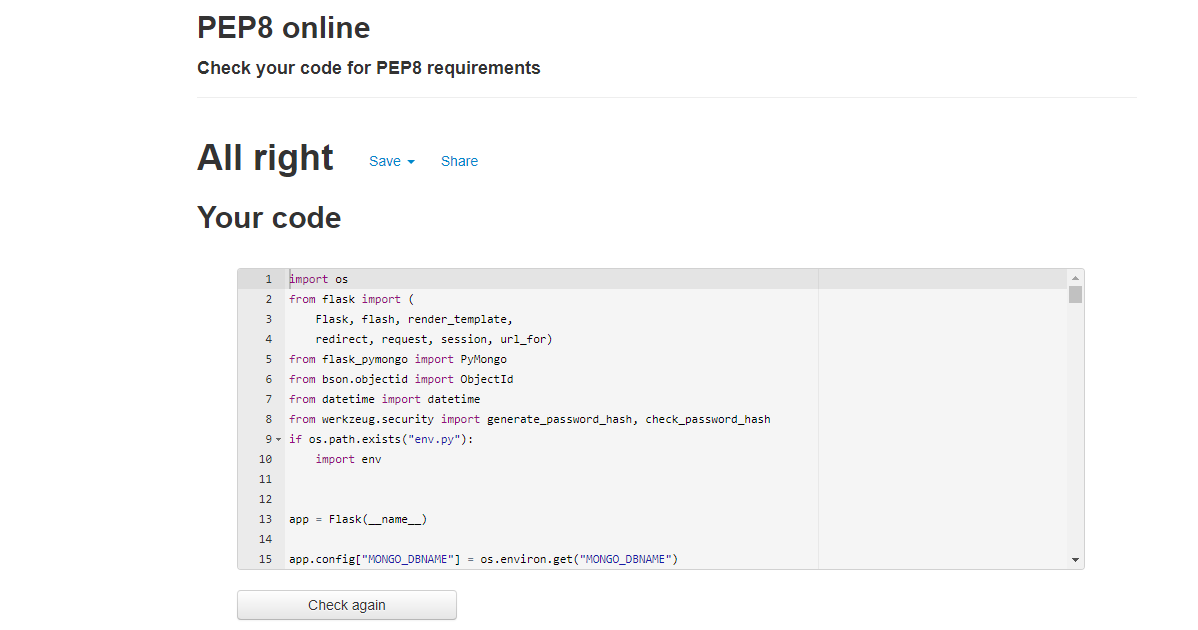 PEP8 online
Check your code for PEP8 requirements
All right Save Share
Your code
1 import os
2 from flask import (
3     Flask, flash, render_template,
4     redirect, request, session, url_for)
5 from flask_pymongo import PyMongo
6 from bson.objectid import ObjectId
7 from datetime import datetime
8 from werkzeug.security import generate_password_hash, check_password_hash
9 if os.path.exists("env.py"):
10     import env
11
12
13 app = Flask(__name__)
14
15 app.config["MONGO_DBNAME"] = os.environ.get("MONGO_DBNAME")
Check again